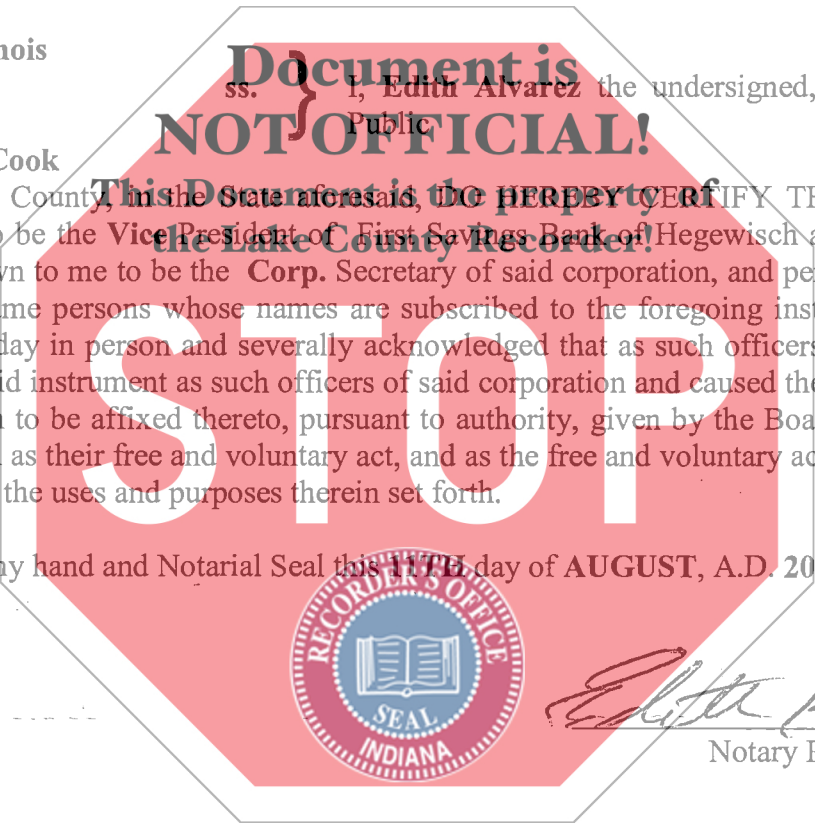 nois
Document is
ss. } I, Edith Alvarez the undersigned,
NOT OFFICIAL!
Public
Cook
This Document is the property of
County, in the State aforesaid, DO HEREBY CERTIFY TH
the Lake County Recorder!
o be the Vice President of First Savings Bank of Hegewisch a
wn to me to be the Corp. Secretary of said corporation, and per
me persons whose names are subscribed to the foregoing inst
day in person and severally acknowledged that as such officers
id instrument as such officers of said corporation and caused the
n to be affixed thereto, pursuant to authority, given by the Boa
as their free and voluntary act, and as the free and voluntary ac
the uses and purposes therein set forth.
STOP
my hand and Notarial Seal this 11TH day of AUGUST, A.D. 20
RECORDER'S OFFICE
SEAL
INDIANA
Edith
Notary P